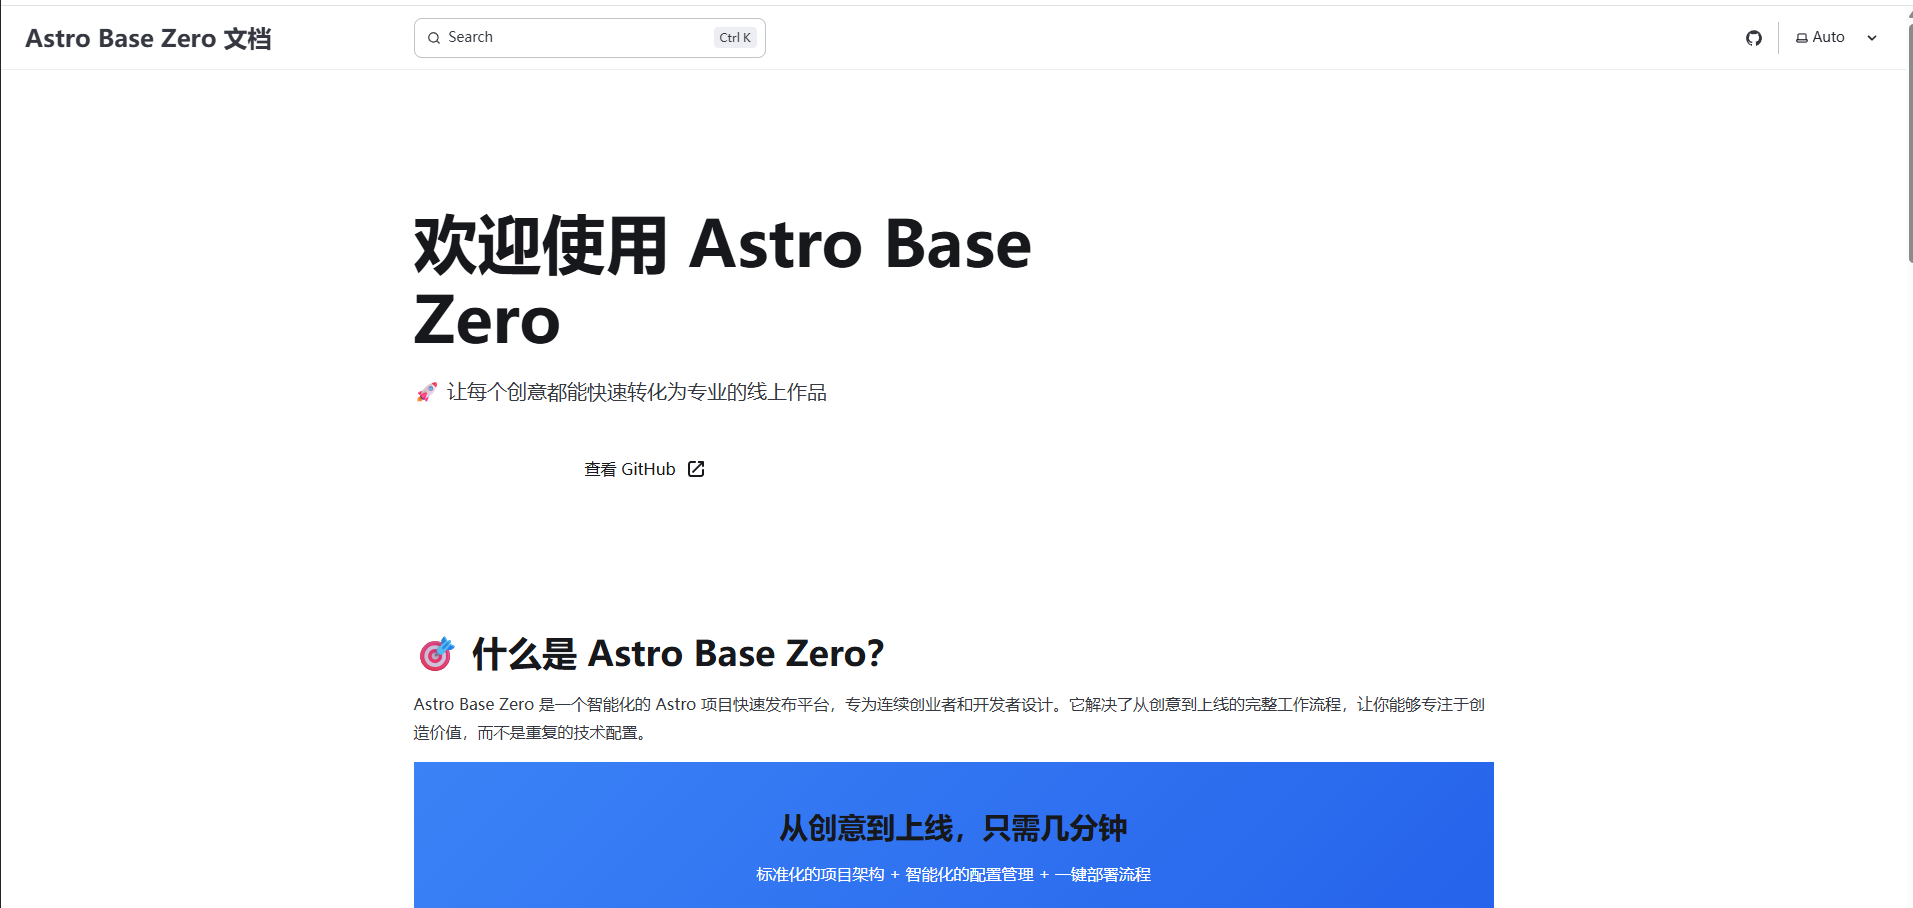 Astro Base Zero 文档
Search
Ctrl K
Auto
欢迎使用 Astro Base
Zero
🚀 让每个创意都能快速转化为专业的线上作品
查看 GitHub
🎯 什么是 Astro Base Zero？
Astro Base Zero 是一个智能化的 Astro 项目快速发布平台，专为连续创业者和开发者设计。它解决了从创意到上线的完整工作流程，让你能够专注于创
造价值，而不是重复的技术配置。
从创意到上线，只需几分钟
标准化的项目架构 + 智能化的配置管理 + 一键部署流程